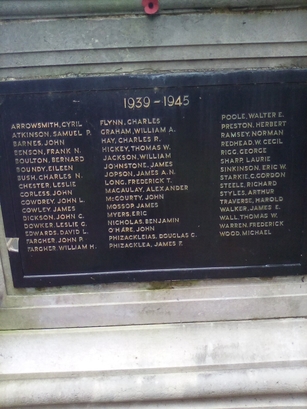 1939-1945
ARROWSMITH, CYRIL
ATKINSON, SAMUEL P.
BARNES, JOHN
BENSON, FRANK N.
BOULTON, BERNARD
BOUNDY, EILEEN
BUSH, CHARLES N.
CHESTER, LESLIE
CORLESS, JOHN
COWDREY, JOHN L.
COWLEY, JAMES
DICKSON, JOHN C.
DOWKER, LESLIE C.
EDWARDS, DAVID L.
FARCHER, JOHN P.
FARCHER, WILLIAM H.
FLYNN, CHARLES
GRAHAM, WILLIAM A.
HAY, CHARLES R.
HICKEY, THOMAS W.
JACKSON, WILLIAM
JOHNSTONE, JAMES
JOPSON, JAMES A. N.
LONG, FREDERICK T.
MACAULAY, ALEXANDER
McCOURTY, JOHN
MOSSOP, JAMES
MYERS, ERIC
NICHOLAS, BENJAMIN
O'HARE, JOHN
PHIZACKLEA, DOUGLAS G.
PHIZACKLEA, JAMES F.
POOLE, WALTER E.
PRESTON, HERBERT
RAMSEY, NORMAN
REDHEAD, W. CECIL
RIGG, GEORGE
SHARP, LAURIE
SINKINSON, ERIC W.
STARKIE, C. GORDON
STEELE, RICHARD
STYLES, ARTHUR
TRAVERSE, HAROLD
WALKER, JAMES E.
WALL, THOMAS W.
WARREN, FREDERICK
WOOD, MICHAEL